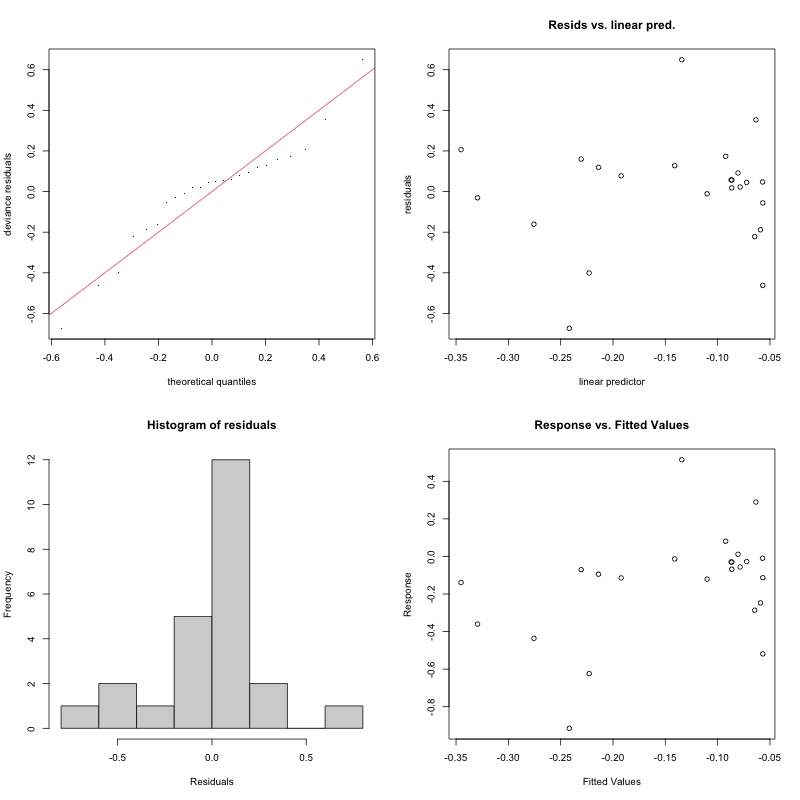 deviance residuals
0.6
0.4
0.2
0.0
-0.2
-0.4
-0.6
-0.6 -0.4 -0.2 0.0 0.2 0.4 0.6
theoretical quantiles
Resids vs. linear pred.
residuals
0.6
0.4
0.2
0.0
-0.2
-0.4
-0.6
-0.35 -0.30 -0.25 -0.20 -0.15 -0.10 -0.05
linear predictor
Histogram of residuals
Frequency
12
10
8
6
4
2
0
-0.5 0.0 0.5
Residuals
Response vs. Fitted Values
Response
0.4
0.2
0.0
-0.2
-0.4
-0.6
-0.8
-0.35 -0.30 -0.25 -0.20 -0.15 -0.10 -0.05
Fitted Values